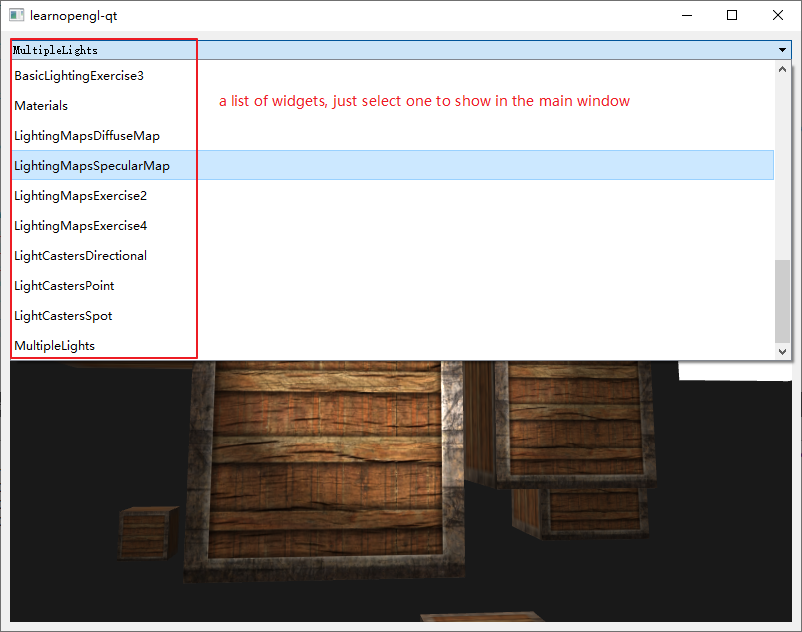 learnopengl-qt
MultipleLights
BasicLightingExercise3
a list of widgets, just select one to show in the main window
Materials
LightingMapsDiffuseMap
LightingMapsSpecularMap
LightingMapsExercise2
LightingMapsExercise4
LightCastersDirectional
LightCastersPoint
LightCastersSpot
MultipleLights